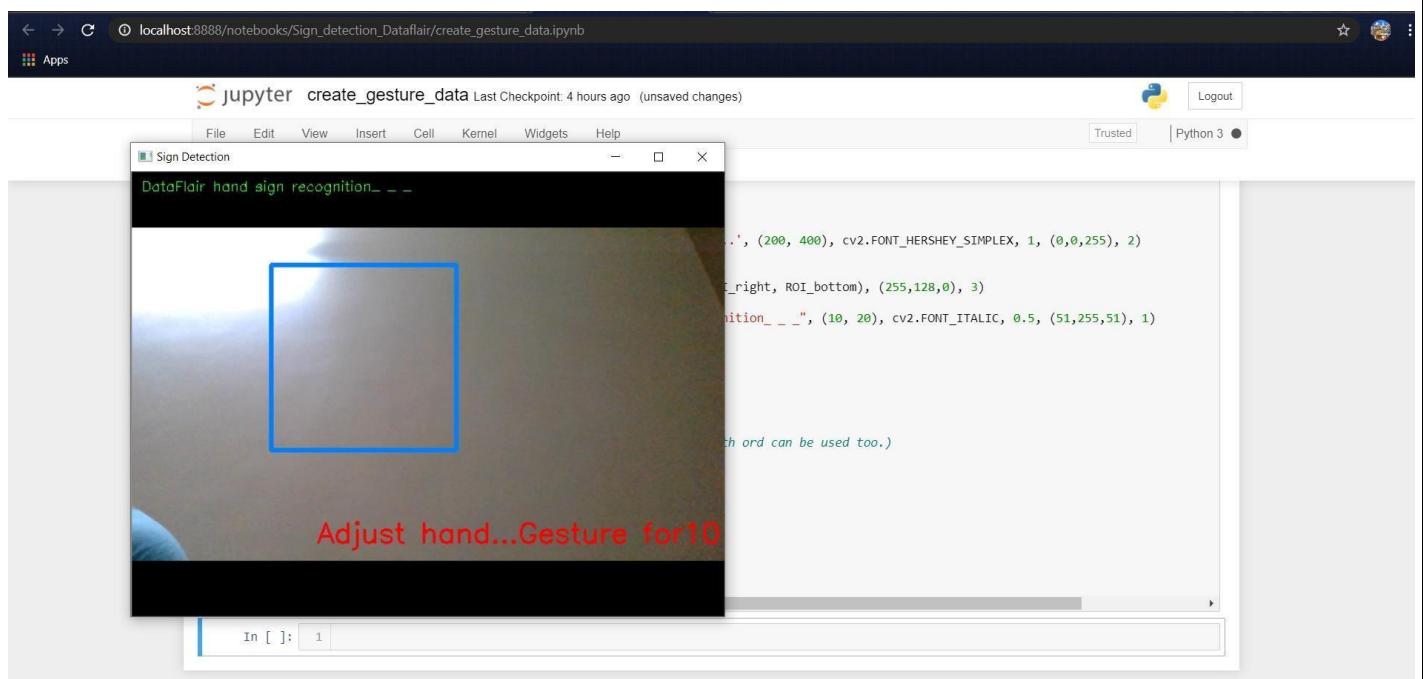 localhost:8888/notebooks/Sign_detection_Dataflair/create_gesture_data.ipynb
Apps
jupyter create_gesture_data Last Checkpoint: 4 hours ago (unsaved changes)
Logout
File Edit View Insert Cell Kernel Widgets Help
Trusted
Python 3
Sign Detection
DataFlair hand sign recognition_ _ _
..', (200, 400), cv2.FONT_HERSHEY_SIMPLEX, 1, (0,0,255), 2)
I_right, ROI_bottom), (255,128,0), 3)
nition_ _ _", (10, 20), cv2.FONT_ITALIC, 0.5, (51,255,51), 1)
th ord can be used too.)
Adjust hand...Gesture for10
In [ ]: 1